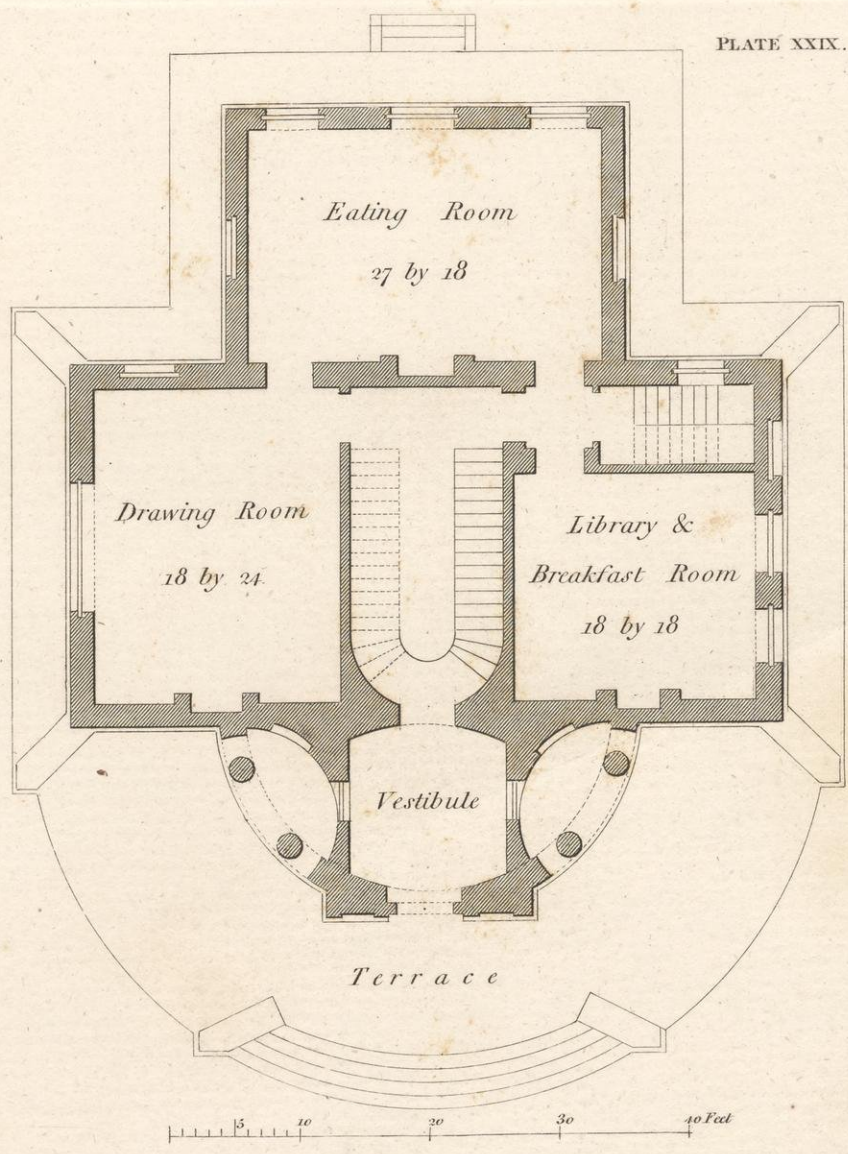 PLATE XXIX.
Eating Room
27 by 18
Drawing Room
18 by 24
Library &
Breakfast Room
18 by 18
Vestibule
Terrace
5 10 20 30 40 Feet